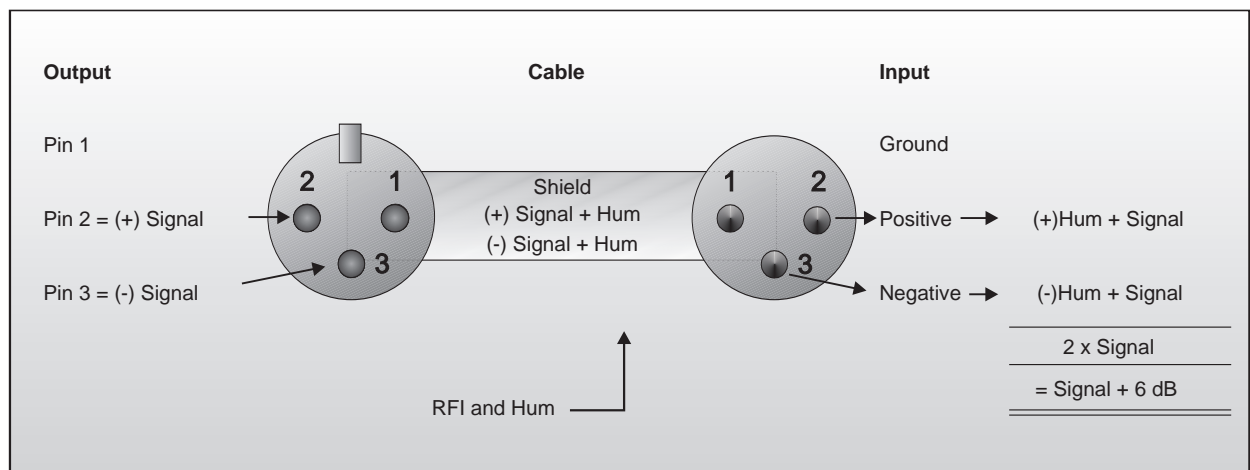 Output Cable Input
Pin 1 Ground
2 1 1 2
Shield
Pin 2 = (+) Signal (+) Signal + Hum Positive (+)Hum + Signal
(-) Signal + Hum
3 3
Pin 3 = (-) Signal Negative (-)Hum + Signal
2 x Signal
= Signal + 6 dB
RFI and Hum